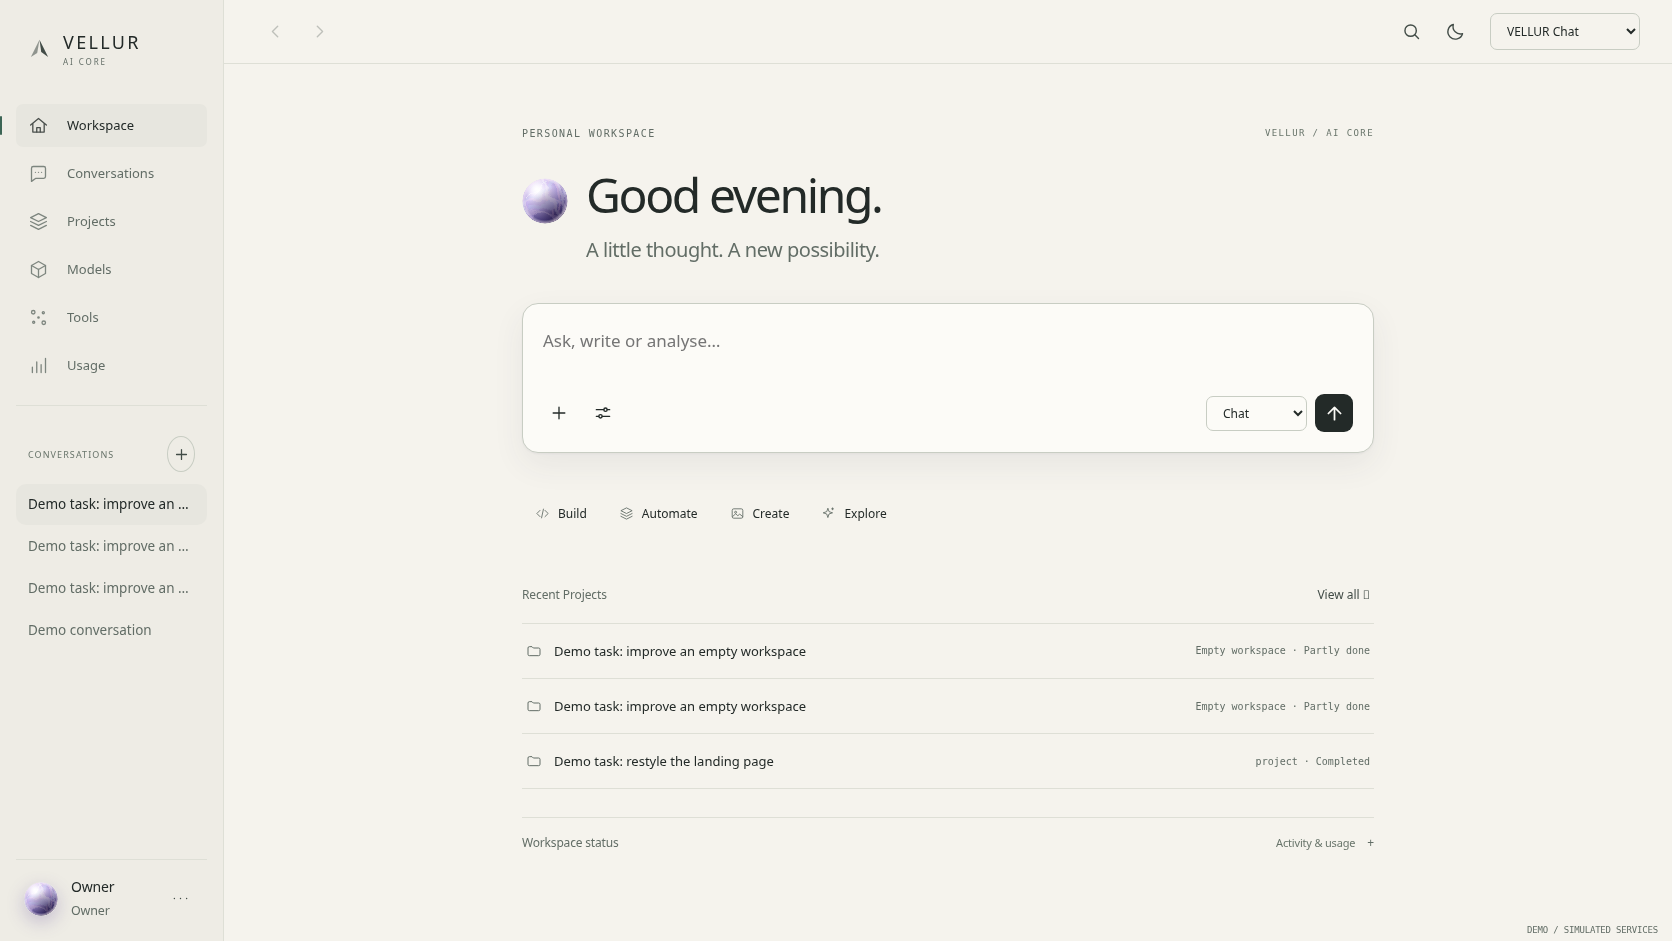 VELLUR
AI CORE
Workspace
Conversations
Projects
Models
Tools
Usage
CONVERSATIONS
Demo task: improve an ...
Demo task: improve an ...
Demo task: improve an ...
Demo conversation
Owner
Owner
VELLUR Chat
PERSONAL WORKSPACE
VELLUR / AI CORE
Good evening.
A little thought. A new possibility.
Ask, write or analyse...
Chat
Build
Automate
Create
Explore
Recent Projects
View all
Demo task: improve an empty workspace
Empty workspace · Partly done
Demo task: improve an empty workspace
Empty workspace · Partly done
Demo task: restyle the landing page
project · Completed
Workspace status
Activity & usage +
DEMO / SIMULATED SERVICES